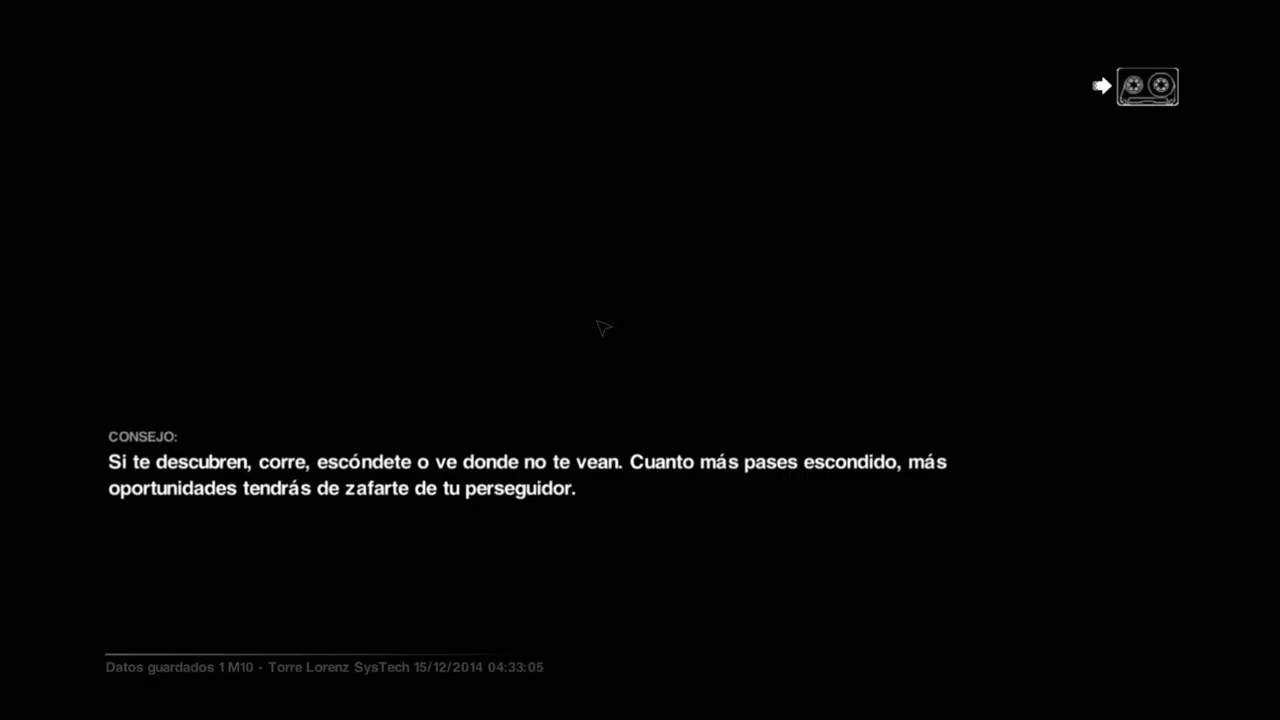 CONSEJO:
Si te descubren, corre, escóndete o ve donde no te vean. Cuanto más pases escondido, más
oportunidades tendrás de zafarte de tu perseguidor.
Datos guardados 1 M10 - Torre Lorenz SysTech 15/12/2014 04:33:05